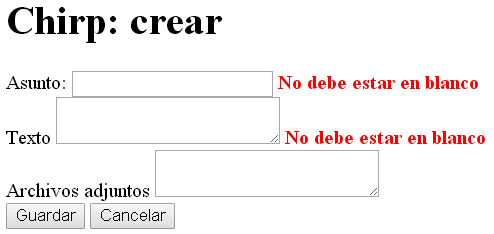 Chirp: crear
Asunto: No debe estar en blanco
Texto No debe estar en blanco
Archivos adjuntos
Guardar Cancelar